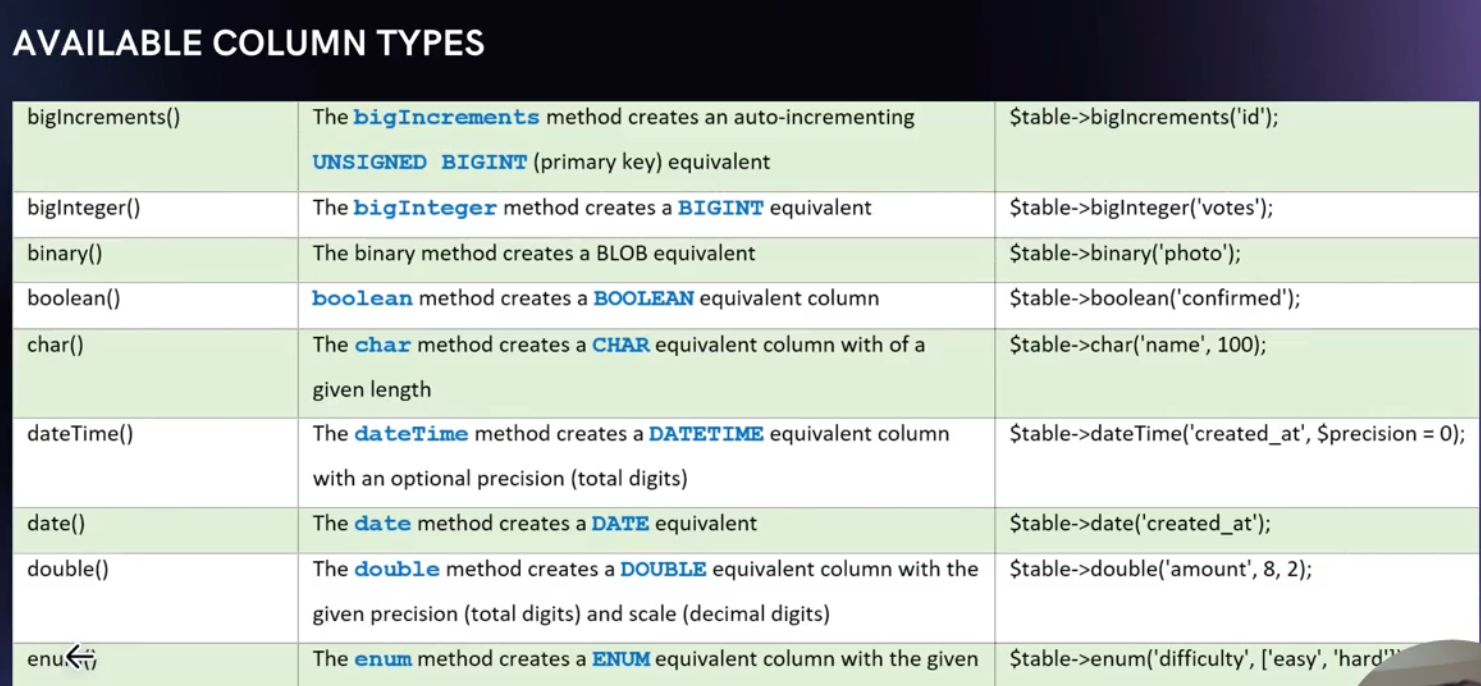 AVAILABLE COLUMN TYPES
bigIncrements()
The bigIncrements method creates an auto-incrementing
UNSIGNED BIGINT (primary key) equivalent
$table->bigIncrements('id');
bigInteger()
The bigInteger method creates a BIGINT equivalent
$table->bigInteger('votes');
binary()
The binary method creates a BLOB equivalent
$table->binary('photo');
boolean()
boolean method creates a BOOLEAN equivalent column
$table->boolean('confirmed');
char()
The char method creates a CHAR equivalent column with of a
given length
$table->char('name', 100);
dateTime()
The dateTime method creates a DATETIME equivalent column
with an optional precision (total digits)
$table->dateTime('created_at', $precision = 0);
date()
The date method creates a DATE equivalent
$table->date('created_at');
double()
The double method creates a DOUBLE equivalent column with the
given precision (total digits) and scale (decimal digits)
$table->double('amount', 8, 2);
The enum method creates a ENUM equivalent column with the given
$table->enum('difficulty', ['easy', 'hard']